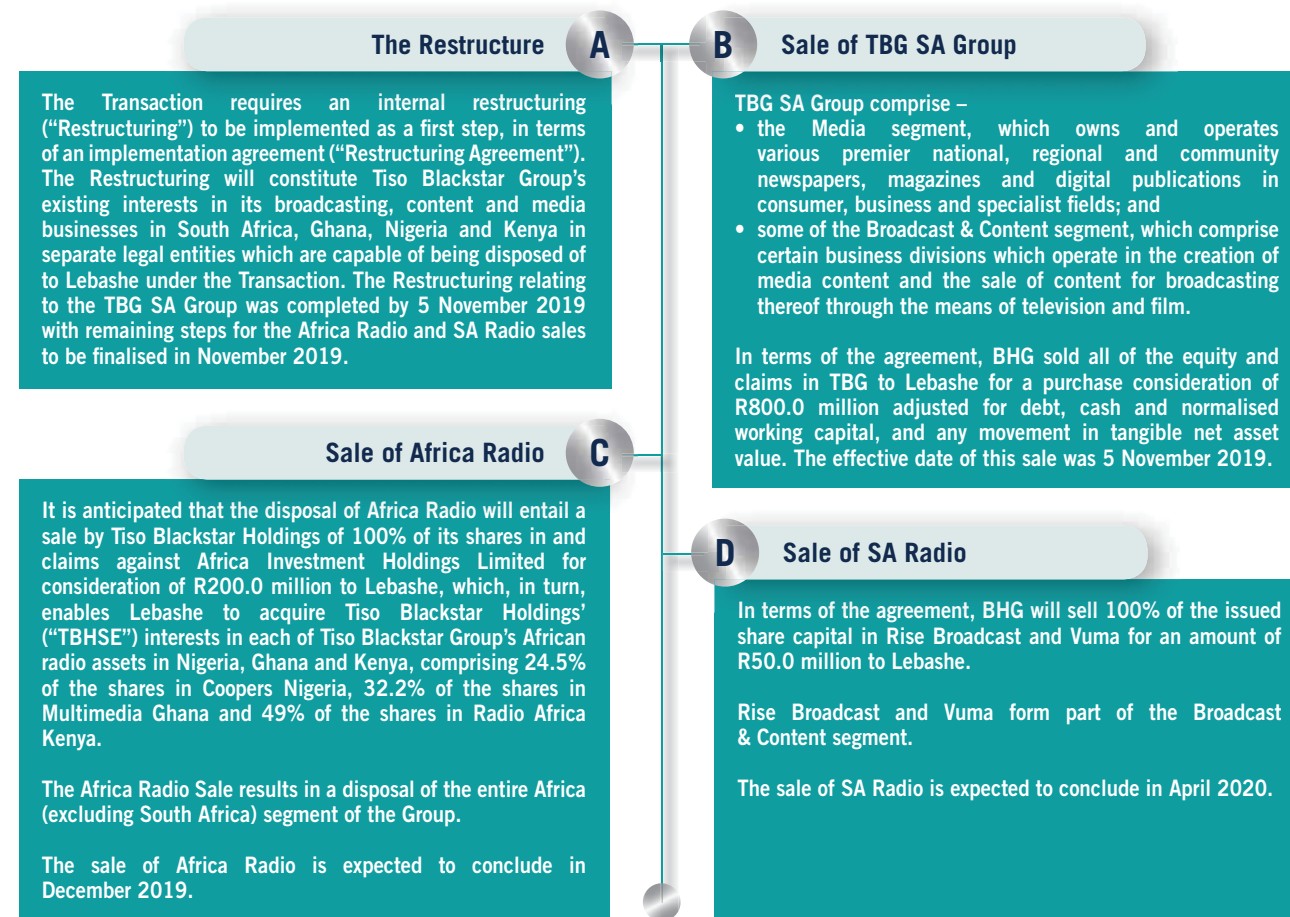 The Restructure A
The Transaction requires an internal restructuring
(“Restructuring”) to be implemented as a first step, in terms
of an implementation agreement (“Restructuring Agreement”).
The Restructuring will constitute Tiso Blackstar Group’s
existing interests in its broadcasting, content and media
businesses in South Africa, Ghana, Nigeria and Kenya in
separate legal entities which are capable of being disposed of
to Lebashe under the Transaction. The Restructuring relating
to the TBG SA Group was completed by 5 November 2019
with remaining steps for the Africa Radio and SA Radio sales
to be finalised in November 2019.
B Sale of TBG SA Group
TBG SA Group comprise –
• the Media segment, which owns and operates
various premier national, regional and community
newspapers, magazines and digital publications in
consumer, business and specialist fields; and
• some of the Broadcast & Content segment, which comprise
certain business divisions which operate in the creation of
media content and the sale of content for broadcasting
thereof through the means of television and film.
In terms of the agreement, BHG sold all of the equity and
claims in TBG to Lebashe for a purchase consideration of
R800.0 million adjusted for debt, cash and normalised
working capital, and any movement in tangible net asset
value. The effective date of this sale was 5 November 2019.
Sale of Africa Radio C
It is anticipated that the disposal of Africa Radio will entail a
sale by Tiso Blackstar Holdings of 100% of its shares in and
claims against Africa Investment Holdings Limited for
consideration of R200.0 million to Lebashe, which, in turn,
enables Lebashe to acquire Tiso Blackstar Holdings’
(“TBHSE”) interests in each of Tiso Blackstar Group’s African
radio assets in Nigeria, Ghana and Kenya, comprising 24.5%
of the shares in Coopers Nigeria, 32.2% of the shares in
Multimedia Ghana and 49% of the shares in Radio Africa
Kenya.
The Africa Radio Sale results in a disposal of the entire Africa
(excluding South Africa) segment of the Group.
The sale of Africa Radio is expected to conclude in
December 2019.
D Sale of SA Radio
In terms of the agreement, BHG will sell 100% of the issued
share capital in Rise Broadcast and Vuma for an amount of
R50.0 million to Lebashe.
Rise Broadcast and Vuma form part of the Broadcast
& Content segment.
The sale of SA Radio is expected to conclude in April 2020.